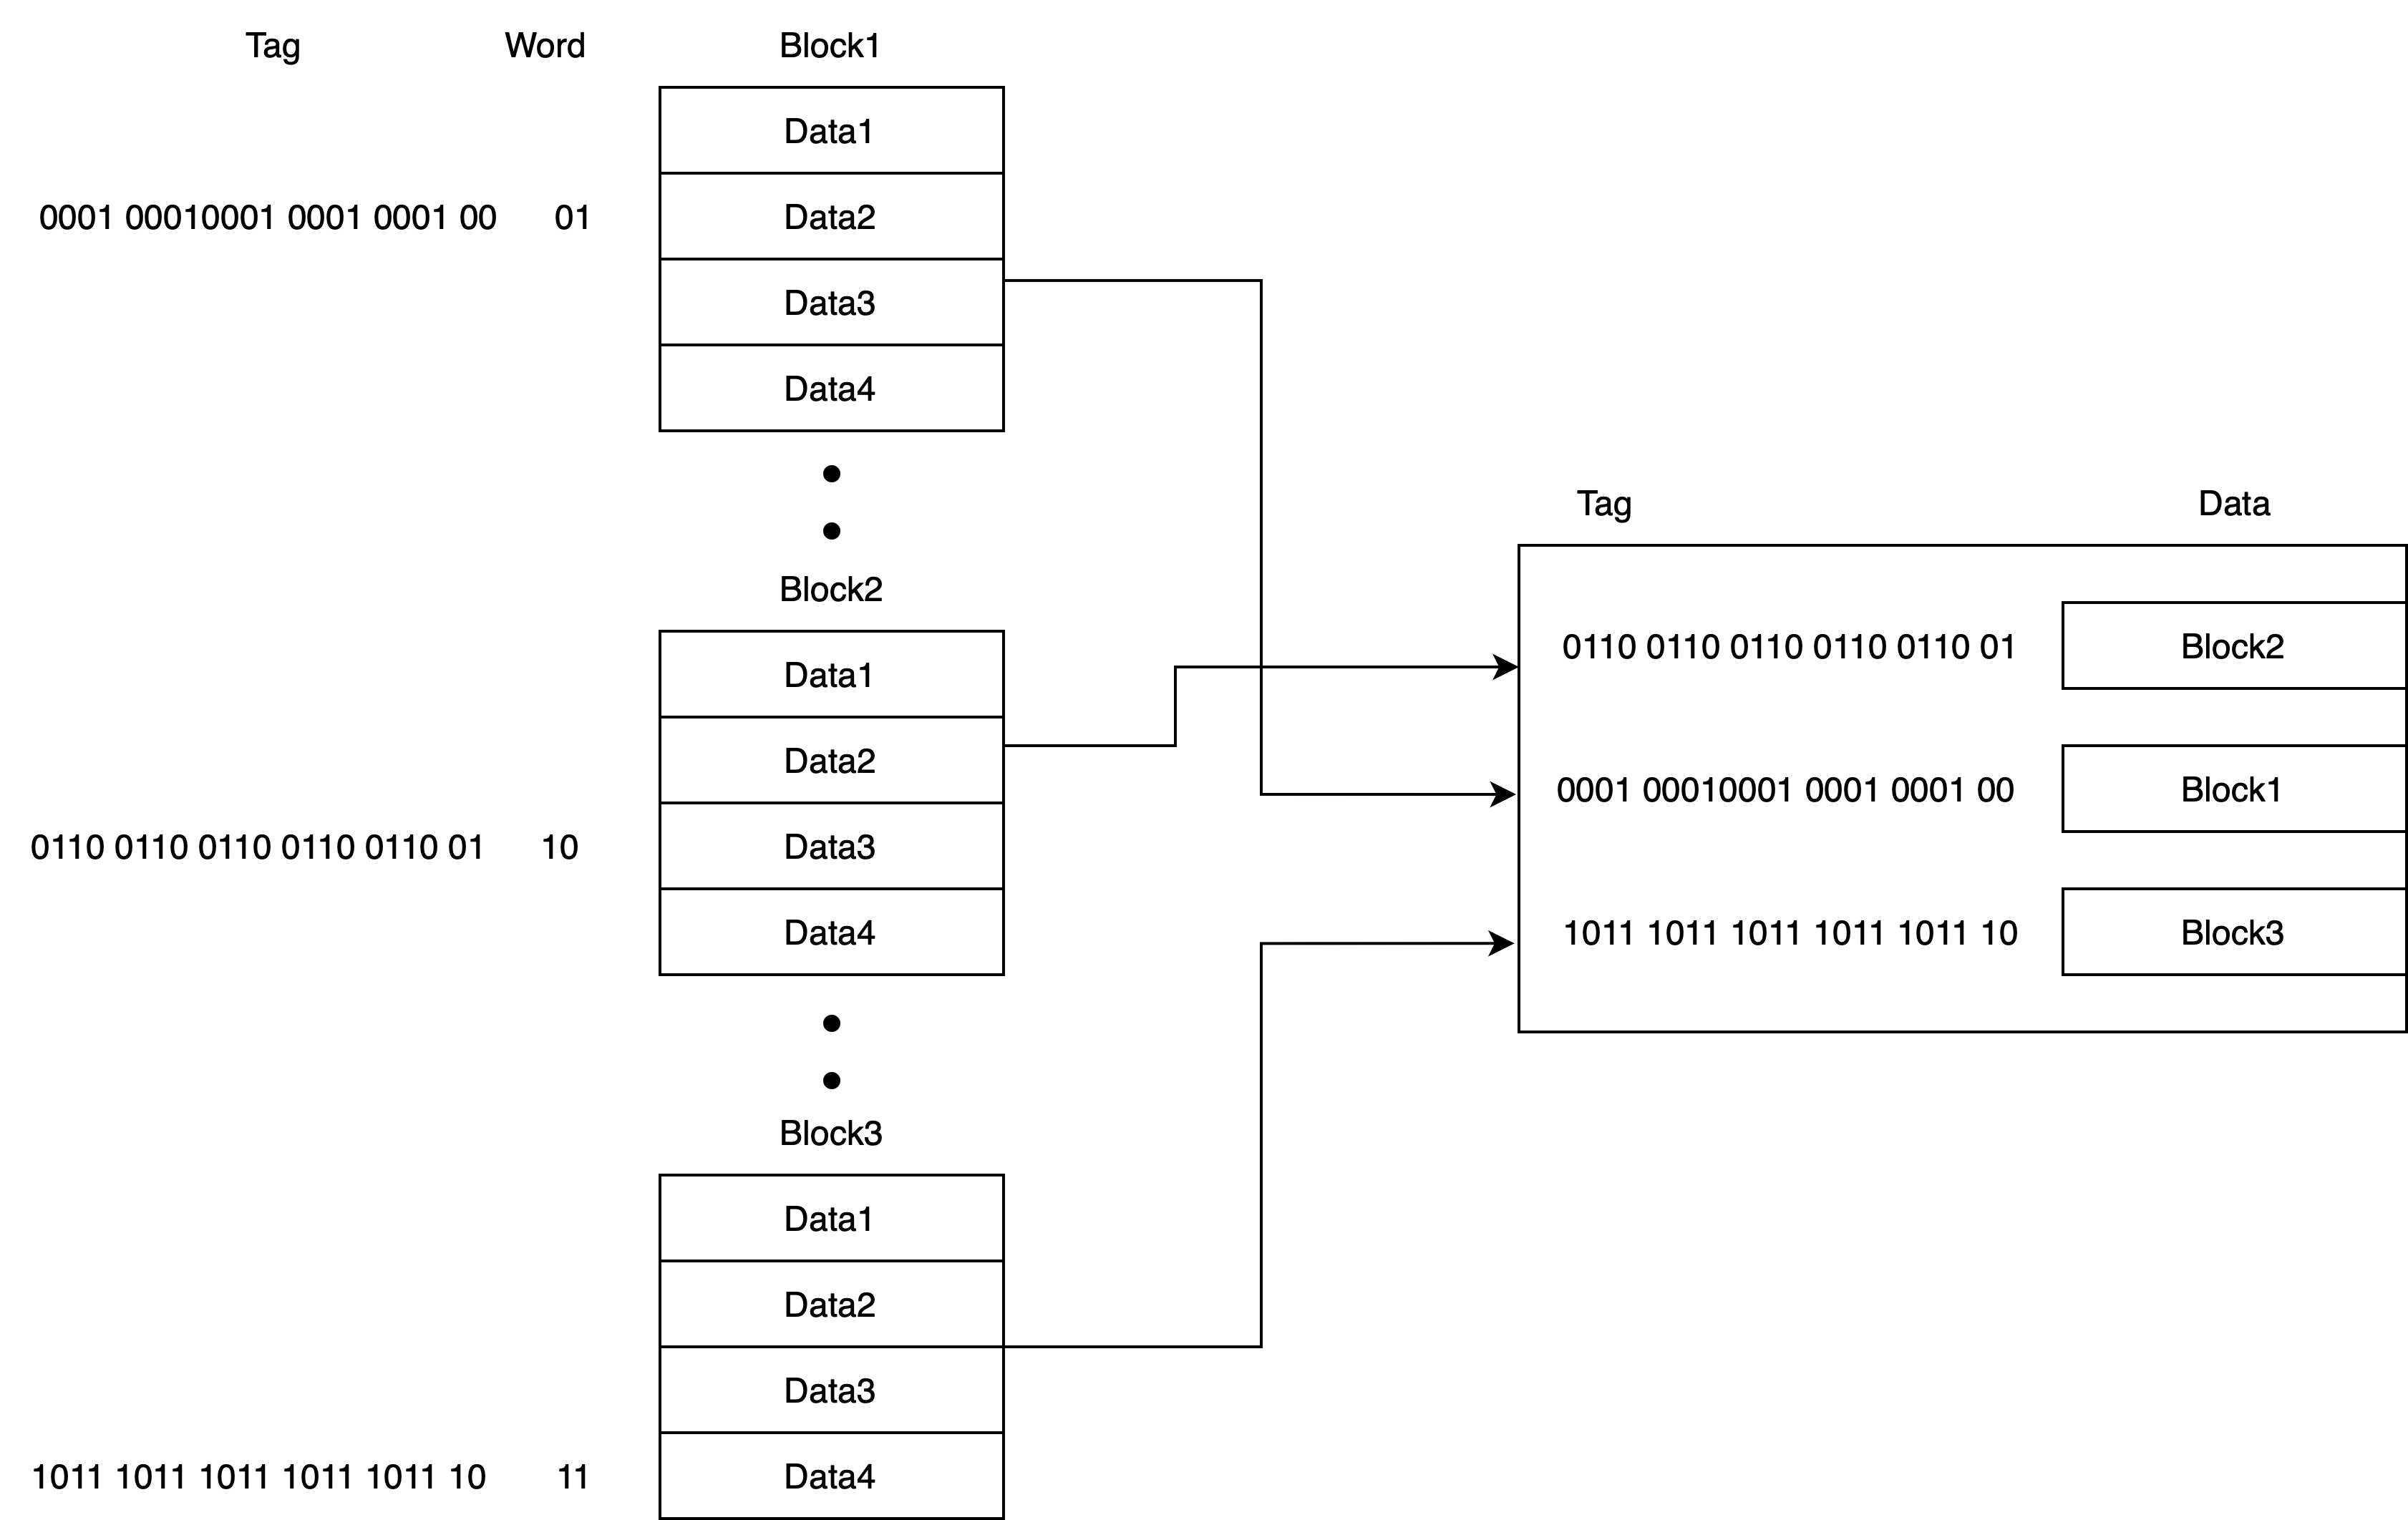 Tag Word Block1
Data1
0001 00010001 0001 0001 00 01 Data2
Data3
Data4
Block2
Data1
Data2
0110 0110 0110 0110 0110 01 10 Data3
Data4
Block3
Data1
Data2
Data3
1011 1011 1011 1011 1011 10 11 Data4
Tag Data
0110 0110 0110 0110 0110 01 Block2
0001 00010001 0001 0001 00 Block1
1011 1011 1011 1011 1011 10 Block3